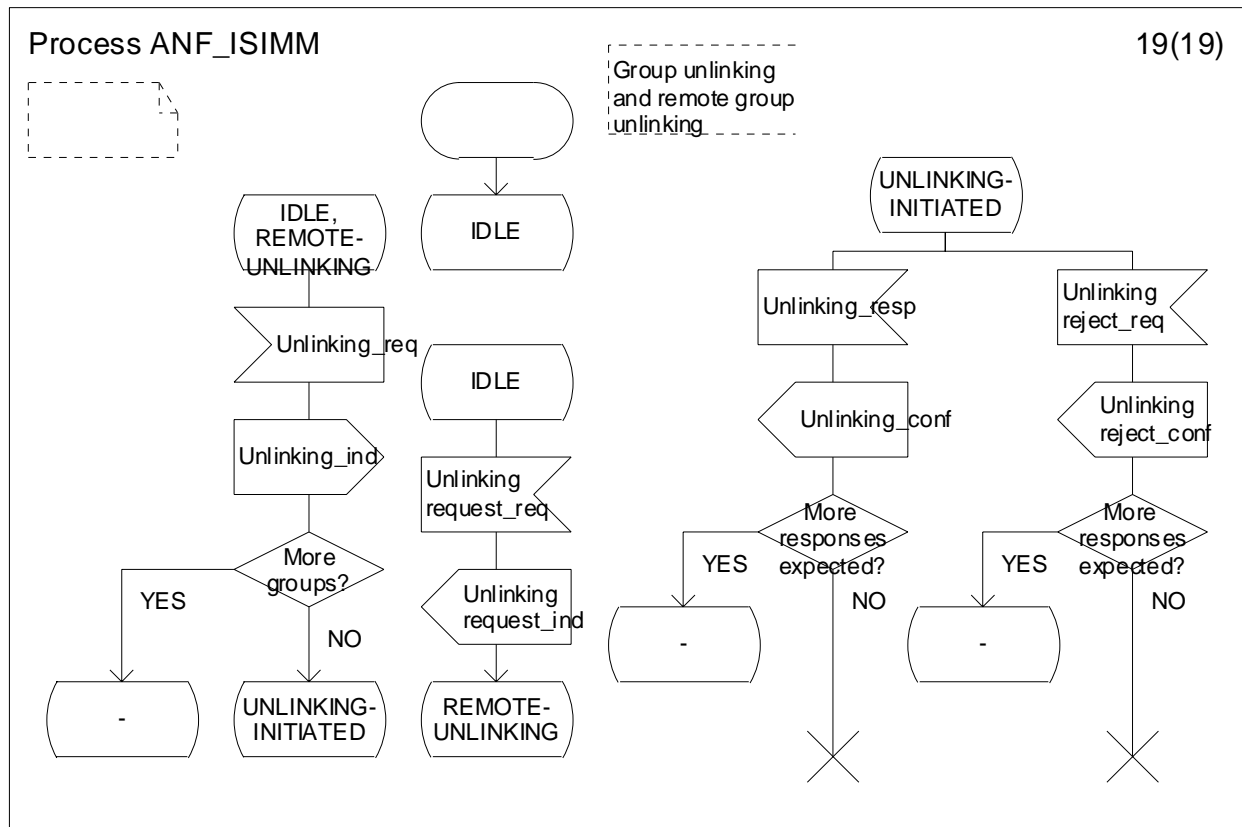 Process ANF_ISIMM
19(19)
Group unlinking
and remote group
unlinking
IDLE,
REMOTE-
UNLINKING
Unlinking_req
Unlinking_ind
More
groups?
YES
NO
-
UNLINKING-
INITIATED
IDLE
IDLE
Unlinking
request_req
Unlinking
request_ind
REMOTE-
UNLINKING
UNLINKING-
INITIATED
Unlinking_resp
Unlinking_conf
More
responses
expected?
YES
NO
-
Unlinking
reject_req
Unlinking
reject_conf
More
responses
expected?
YES
NO
-